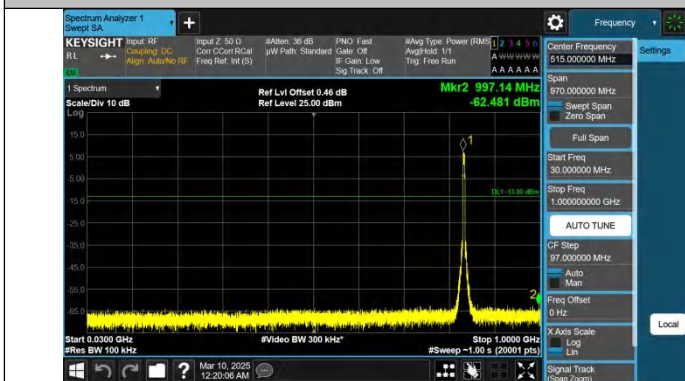 Spectrum Analyzer 1
Swept SA
Frequency
KEYSIGHT
RL
Input: RF
Coupling: DC
Align: Auto/No RF
Input Z: 50 Ω
Corr CCorr RCal
Freq Ref: Int (S)
#Atten: 36 dB
µW Path: Standard
PNO: Fast
Gate: Off
IF Gain: Low
Sig Track: Off
#Avg Type: Power (RMS)
Avg|Hold: 1/1
Trig: Free Run
1 2 3 4 5 6
A W W W W W
A A A A A A
1 Spectrum
Scale/Div 10 dB
Log
Ref Lvl Offset 0.46 dB
Ref Level 25.00 dBm
Mkr2 997.14 MHz
-62.481 dBm
15.0
5.00
-5.00
-15.0
-25.0
-35.0
-45.0
-55.0
-65.0
1
DL1 -13.00 dBm
2
Start 0.0300 GHz
#Res BW 100 kHz
#Video BW 300 kHz*
Stop 1.0000 GHz
#Sweep ~1.00 s (20001 pts)
Mar 10, 2025
12:20:06 AM
Center Frequency
515.000000 MHz
Settings
Span
970.000000 MHz
Swept Span
Zero Span
Full Span
Start Freq
30.000000 MHz
Stop Freq
1.000000000 GHz
AUTO TUNE
CF Step
97.000000 MHz
Auto
Man
Freq Offset
0 Hz
X Axis Scale
Log
Lin
Signal Track
(Span Zoom)
Local